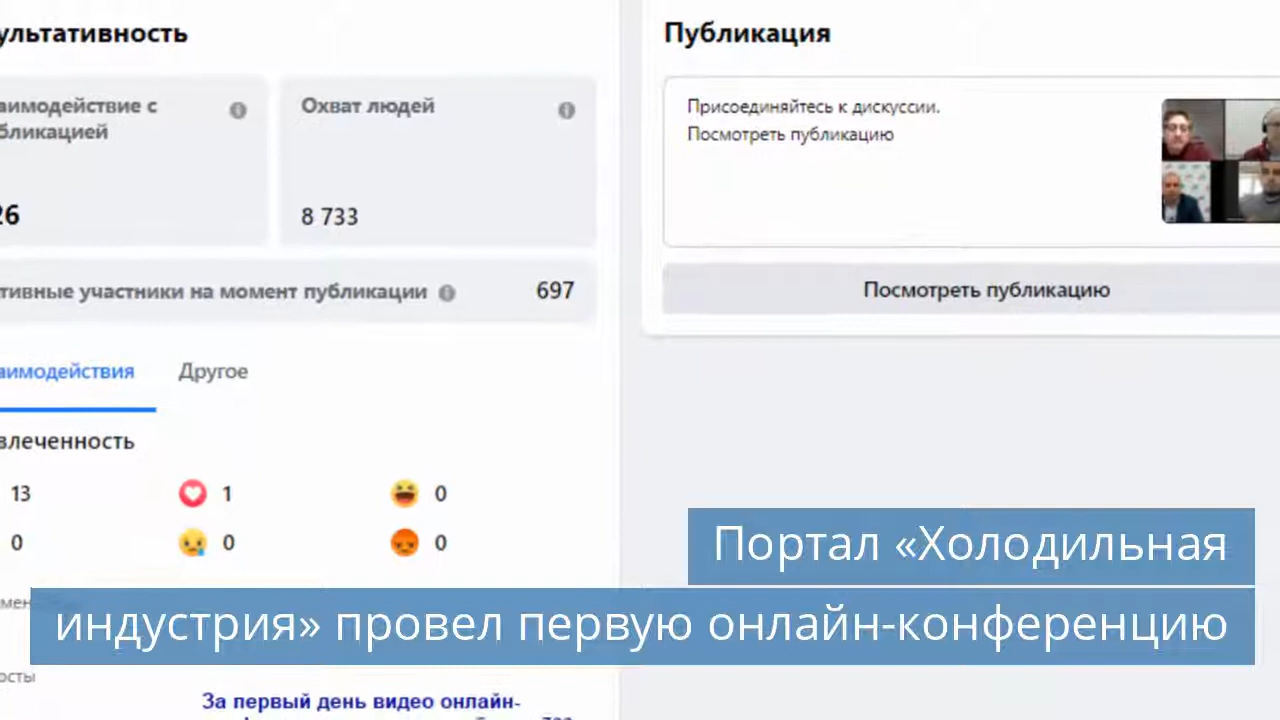 ультативность
Публикация
аимодействие с
бликацией
Охват людей
Присоединяйтесь к дискуссии.
Посмотреть публикацию
26
8 733
тивные участники на момент публикации
697
Посмотреть публикацию
аимодействия
Другое
влеченность
13
1
0
0
0
0
Портал «Холодильная
индустрия» провел первую онлайн-конференцию
ости
За первый день видео онлайн-